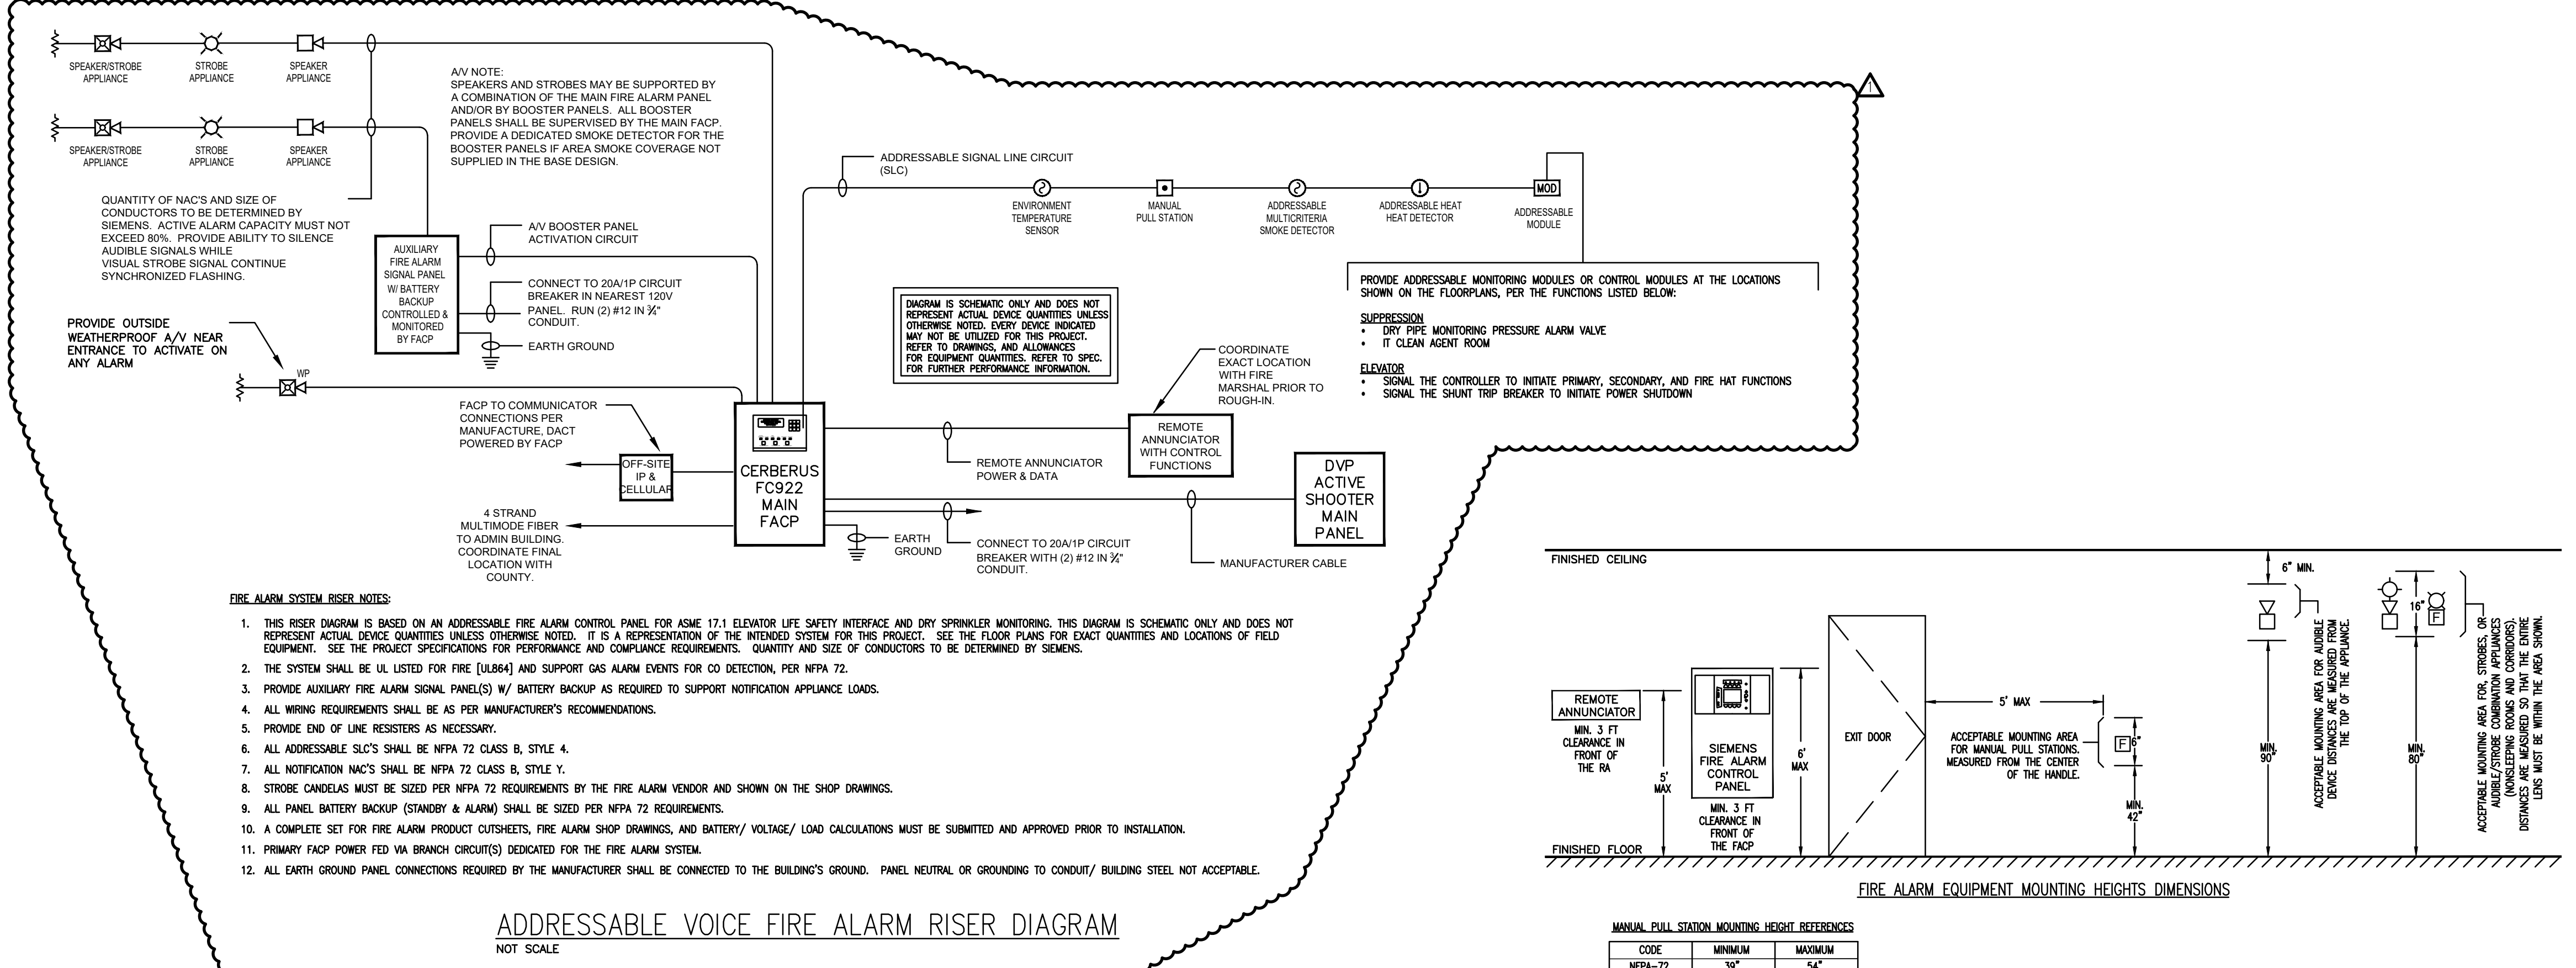 SPEAKER/STROBE
APPLIANCE
STROBE
APPLIANCE
SPEAKER
APPLIANCE
SPEAKER/STROBE
APPLIANCE
STROBE
APPLIANCE
SPEAKER
APPLIANCE
A/V NOTE:
SPEAKERS AND STROBES MAY BE SUPPORTED BY
A COMBINATION OF THE MAIN FIRE ALARM PANEL
AND/OR BY BOOSTER PANELS. ALL BOOSTER
PANELS SHALL BE SUPERVISED BY THE MAIN FACP.
PROVIDE A DEDICATED SMOKE DETECTOR FOR THE
BOOSTER PANELS IF AREA SMOKE COVERAGE NOT
SUPPLIED IN THE BASE DESIGN.
1
QUANTITY OF NAC'S AND SIZE OF
CONDUCTORS TO BE DETERMINED BY
SIEMENS. ACTIVE ALARM CAPACITY MUST NOT
EXCEED 80%. PROVIDE ABILITY TO SILENCE
AUDIBLE SIGNALS WHILE
VISUAL STROBE SIGNAL CONTINUE
SYNCHRONIZED FLASHING.
AUXILIARY
FIRE ALARM
SIGNAL PANEL
W/ BATTERY
BACKUP
CONTROLLED &
MONITORED
BY FACP
A/V BOOSTER PANEL
ACTIVATION CIRCUIT
CONNECT TO 20A/1P CIRCUIT
BREAKER IN NEAREST 120V
PANEL. RUN (2) #12 IN ¾"
CONDUIT.
EARTH GROUND
ADDRESSABLE SIGNAL LINE CIRCUIT
(SLC)
ENVIRONMENT
TEMPERATURE
SENSOR
MANUAL
PULL STATION
ADDRESSABLE
MULTICRITERIA
SMOKE DETECTOR
ADDRESSABLE HEAT
HEAT DETECTOR
MOD
ADDRESSABLE
MODULE
PROVIDE OUTSIDE
WEATHERPROOF A/V NEAR
ENTRANCE TO ACTIVATE ON
ANY ALARM
WP
DIAGRAM IS SCHEMATIC ONLY AND DOES NOT
REPRESENT ACTUAL DEVICE QUANTITIES UNLESS
OTHERWISE NOTED. EVERY DEVICE INDICATED
MAY NOT BE UTILIZED FOR THIS PROJECT.
REFER TO DRAWINGS, AND ALLOWANCES
FOR EQUIPMENT QUANTITIES. REFER TO SPEC.
FOR FURTHER PERFORMANCE INFORMATION.
PROVIDE ADDRESSABLE MONITORING MODULES OR CONTROL MODULES AT THE LOCATIONS
SHOWN ON THE FLOORPLANS, PER THE FUNCTIONS LISTED BELOW:
SUPPRESSION
• DRY PIPE MONITORING PRESSURE ALARM VALVE
• IT CLEAN AGENT ROOM
ELEVATOR
• SIGNAL THE CONTROLLER TO INITIATE PRIMARY, SECONDARY, AND FIRE HAT FUNCTIONS
• SIGNAL THE SHUNT TRIP BREAKER TO INITIATE POWER SHUTDOWN
COORDINATE
EXACT LOCATION
WITH FIRE
MARSHAL PRIOR TO
ROUGH-IN.
FACP TO COMMUNICATOR
CONNECTIONS PER
MANUFACTURE, DACT
POWERED BY FACP
OFF-SITE
IP &
CELLULAR
CERBERUS
FC922
MAIN
FACP
REMOTE
ANNUNCIATOR
WITH CONTROL
FUNCTIONS
REMOTE ANNUNCIATOR
POWER & DATA
DVP
ACTIVE
SHOOTER
MAIN
PANEL
4 STRAND
MULTIMODE FIBER
TO ADMIN BUILDING.
COORDINATE FINAL
LOCATION WITH
COUNTY.
EARTH
GROUND
CONNECT TO 20A/1P CIRCUIT
BREAKER WITH (2) #12 IN ¾"
CONDUIT.
MANUFACTURER CABLE
FIRE ALARM SYSTEM RISER NOTES:
1. THIS RISER DIAGRAM IS BASED ON AN ADDRESSABLE FIRE ALARM CONTROL PANEL FOR ASME 17.1 ELEVATOR LIFE SAFETY INTERFACE AND DRY SPRINKLER MONITORING. THIS DIAGRAM IS SCHEMATIC ONLY AND DOES NOT
REPRESENT ACTUAL DEVICE QUANTITIES UNLESS OTHERWISE NOTED. IT IS A REPRESENTATION OF THE INTENDED SYSTEM FOR THIS PROJECT. SEE THE FLOOR PLANS FOR EXACT QUANTITIES AND LOCATIONS OF FIELD
EQUIPMENT. SEE THE PROJECT SPECIFICATIONS FOR PERFORMANCE AND COMPLIANCE REQUIREMENTS. QUANTITY AND SIZE OF CONDUCTORS TO BE DETERMINED BY SIEMENS.
2. THE SYSTEM SHALL BE UL LISTED FOR FIRE [UL864] AND SUPPORT GAS ALARM EVENTS FOR CO DETECTION, PER NFPA 72.
3. PROVIDE AUXILIARY FIRE ALARM SIGNAL PANEL(S) W/ BATTERY BACKUP AS REQUIRED TO SUPPORT NOTIFICATION APPLIANCE LOADS.
4. ALL WIRING REQUIREMENTS SHALL BE AS PER MANUFACTURER'S RECOMMENDATIONS.
5. PROVIDE END OF LINE RESISTERS AS NECESSARY.
6. ALL ADDRESSABLE SLC'S SHALL BE NFPA 72 CLASS B, STYLE 4.
7. ALL NOTIFICATION NAC'S SHALL BE NFPA 72 CLASS B, STYLE Y.
8. STROBE CANDELAS MUST BE SIZED PER NFPA 72 REQUIREMENTS BY THE FIRE ALARM VENDOR AND SHOWN ON THE SHOP DRAWINGS.
9. ALL PANEL BATTERY BACKUP (STANDBY & ALARM) SHALL BE SIZED PER NFPA 72 REQUIREMENTS.
10. A COMPLETE SET FOR FIRE ALARM PRODUCT CUTSHEETS, FIRE ALARM SHOP DRAWINGS, AND BATTERY/ VOLTAGE/ LOAD CALCULATIONS MUST BE SUBMITTED AND APPROVED PRIOR TO INSTALLATION.
11. PRIMARY FACP POWER FED VIA BRANCH CIRCUIT(S) DEDICATED FOR THE FIRE ALARM SYSTEM.
12. ALL EARTH GROUND PANEL CONNECTIONS REQUIRED BY THE MANUFACTURER SHALL BE CONNECTED TO THE BUILDING'S GROUND. PANEL NEUTRAL OR GROUNDING TO CONDUIT/ BUILDING STEEL NOT ACCEPTABLE.
ADDRESSABLE VOICE FIRE ALARM RISER DIAGRAM
NOT SCALE
FINISHED CEILING
REMOTE
ANNUNCIATOR
MIN. 3 FT
CLEARANCE IN
FRONT OF
THE RA
5'
MAX
SIEMENS
FIRE ALARM
CONTROL
PANEL
MIN. 3 FT
CLEARANCE IN
FRONT OF
THE FACP
6'
MAX
EXIT DOOR
5' MAX
ACCEPTABLE MOUNTING AREA
FOR MANUAL PULL STATIONS.
MEASURED FROM THE CENTER
OF THE HANDLE.
F
6"
MIN.
42"
6" MIN.
MIN.
90"
ACCEPTABLE MOUNTING AREA FOR AUDIBLE
DEVICE DISTANCES ARE MEASURED FROM
THE TOP OF THE APPLIANCE.
16"
F
MIN.
80"
ACCEPTABLE MOUNTING AREA FOR, STROBES, OR
AUDIBLE/STROBE COMBINATION APPLIANCES
(NONSLEEPING ROOMS AND CORRIDORS).
DISTANCES ARE MEASURED SO THAT THE ENTIRE
LENS MUST BE WITHIN THE AREA SHOWN.
FINISHED FLOOR
FIRE ALARM EQUIPMENT MOUNTING HEIGHTS DIMENSIONS
MANUAL PULL STATION MOUNTING HEIGHT REFERENCES
CODE MINIMUM MAXIMUM
NFPA-72 39" 54"